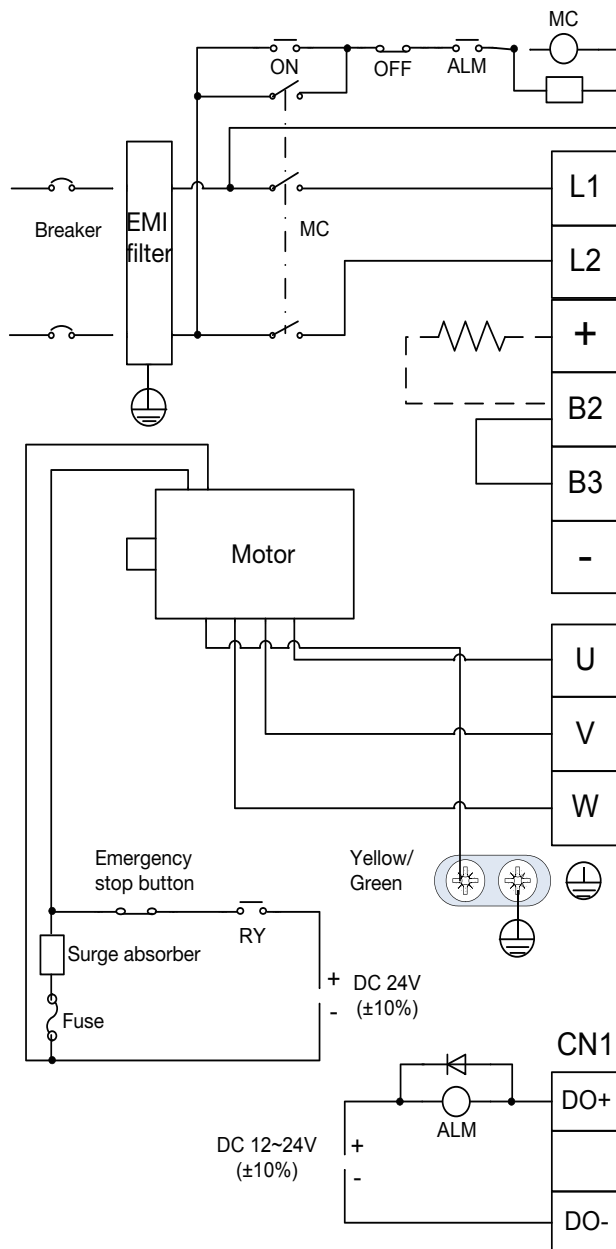 MC
ON
OFF
ALM
Breaker
EMI
filter
MC
L1
L2
+
B2
B3
-
Motor
U
V
W
Emergency
stop button
RY
Yellow/
Green
Surge absorber
Fuse
+
-
DC 24V
(±10%)
CN1
DO+
ALM
DC 12~24V
(±10%)
+
-
DO-